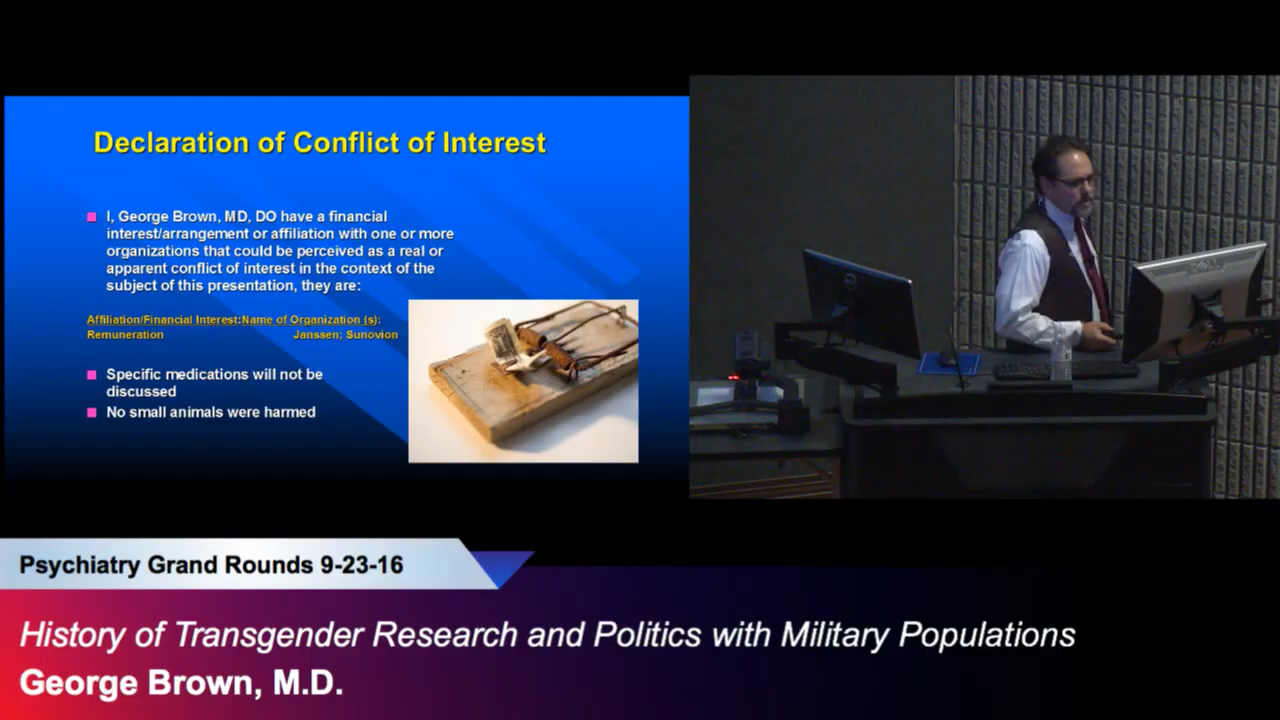 Declaration of Conflict of Interest
I, George Brown, MD, DO have a financial
interest/arrangement or affiliation with one or more
organizations that could be perceived as a real or
apparent conflict of interest in the context of the
subject of this presentation, they are:
Affiliation/Financial Interest:Name of Organization (s):
Remuneration Janssen; Sunovion
Specific medications will not be
discussed
No small animals were harmed
Psychiatry Grand Rounds 9-23-16
History of Transgender Research and Politics with Military Populations
George Brown, M.D.